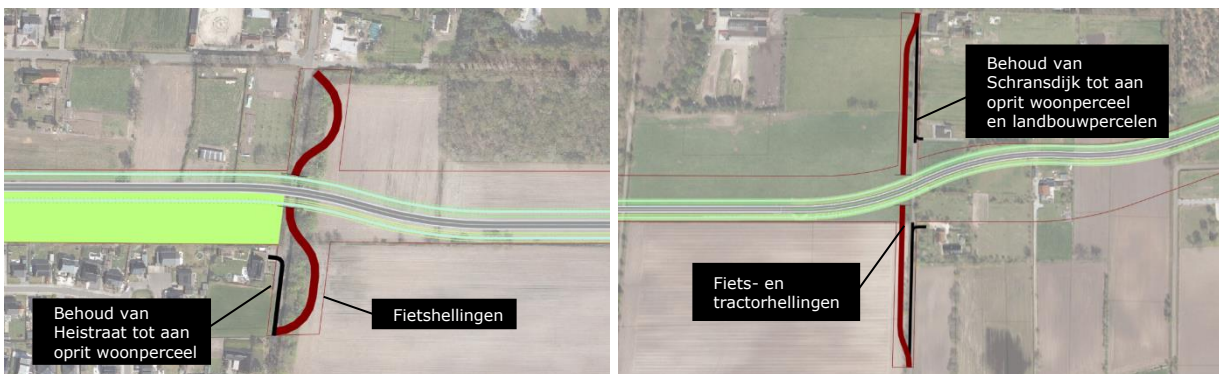 Behoud van
Heistraat tot aan
oprit woonperceel
Fietshellingen
Behoud van
Schransdijk tot aan
oprit woonperceel
en landbouwpercelen
Fiets- en
tractorhellingen